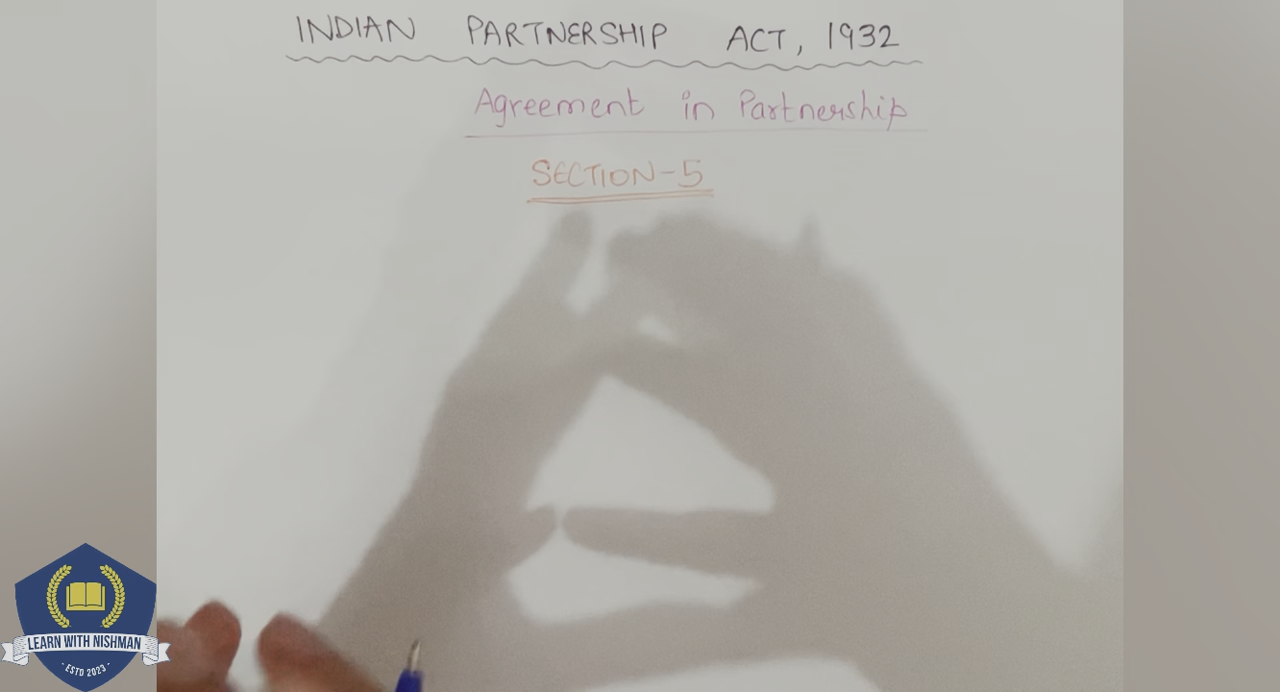 INDIAN PARTNERSHIP ACT, 1932
Agreement in Partnership
SECTION-5
LEARN WITH NISHMAN
- ESTD 2023 -